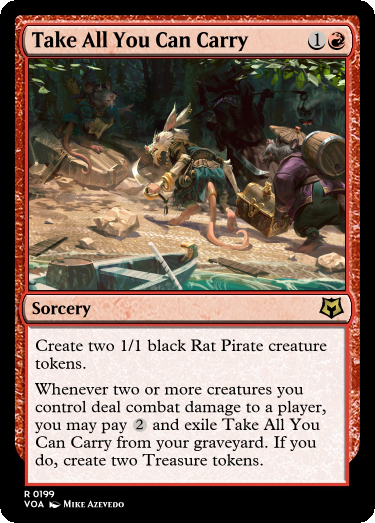 Take All You Can Carry 1
Sorcery
Create two 1/1 black Rat Pirate creature
tokens.
Whenever two or more creatures you
control deal combat damage to a player,
you may pay 2 and exile Take All You
Can Carry from your graveyard. If you
do, create two Treasure tokens.
R 0199
VOA Mike Azevedo